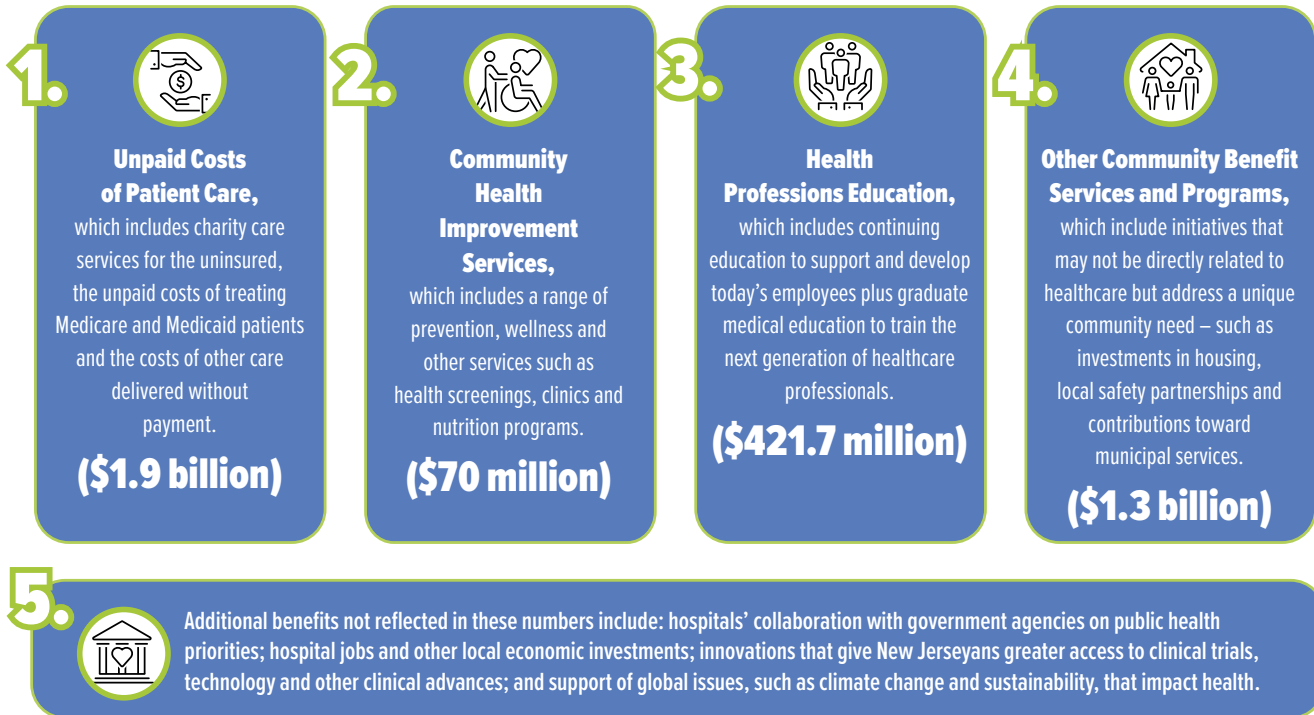 1.
Unpaid Costs
of Patient Care,
which includes charity care
services for the uninsured,
the unpaid costs of treating
Medicare and Medicaid patients
and the costs of other care
delivered without
payment.
($1.9 billion)
2.
Community
Health
Improvement
Services,
which includes a range of
prevention, wellness and
other services such as
health screenings, clinics and
nutrition programs.
($70 million)
3.
Health
Professions Education,
which includes continuing
education to support and develop
today’s employees plus graduate
medical education to train the
next generation of healthcare
professionals.
($421.7 million)
4.
Other Community Benefit
Services and Programs,
which include initiatives that
may not be directly related to
healthcare but address a unique
community need – such as
investments in housing,
local safety partnerships and
contributions toward
municipal services.
($1.3 billion)
5.
Additional benefits not reflected in these numbers include: hospitals’ collaboration with government agencies on public health
priorities; hospital jobs and other local economic investments; innovations that give New Jerseyans greater access to clinical trials,
technology and other clinical advances; and support of global issues, such as climate change and sustainability, that impact health.